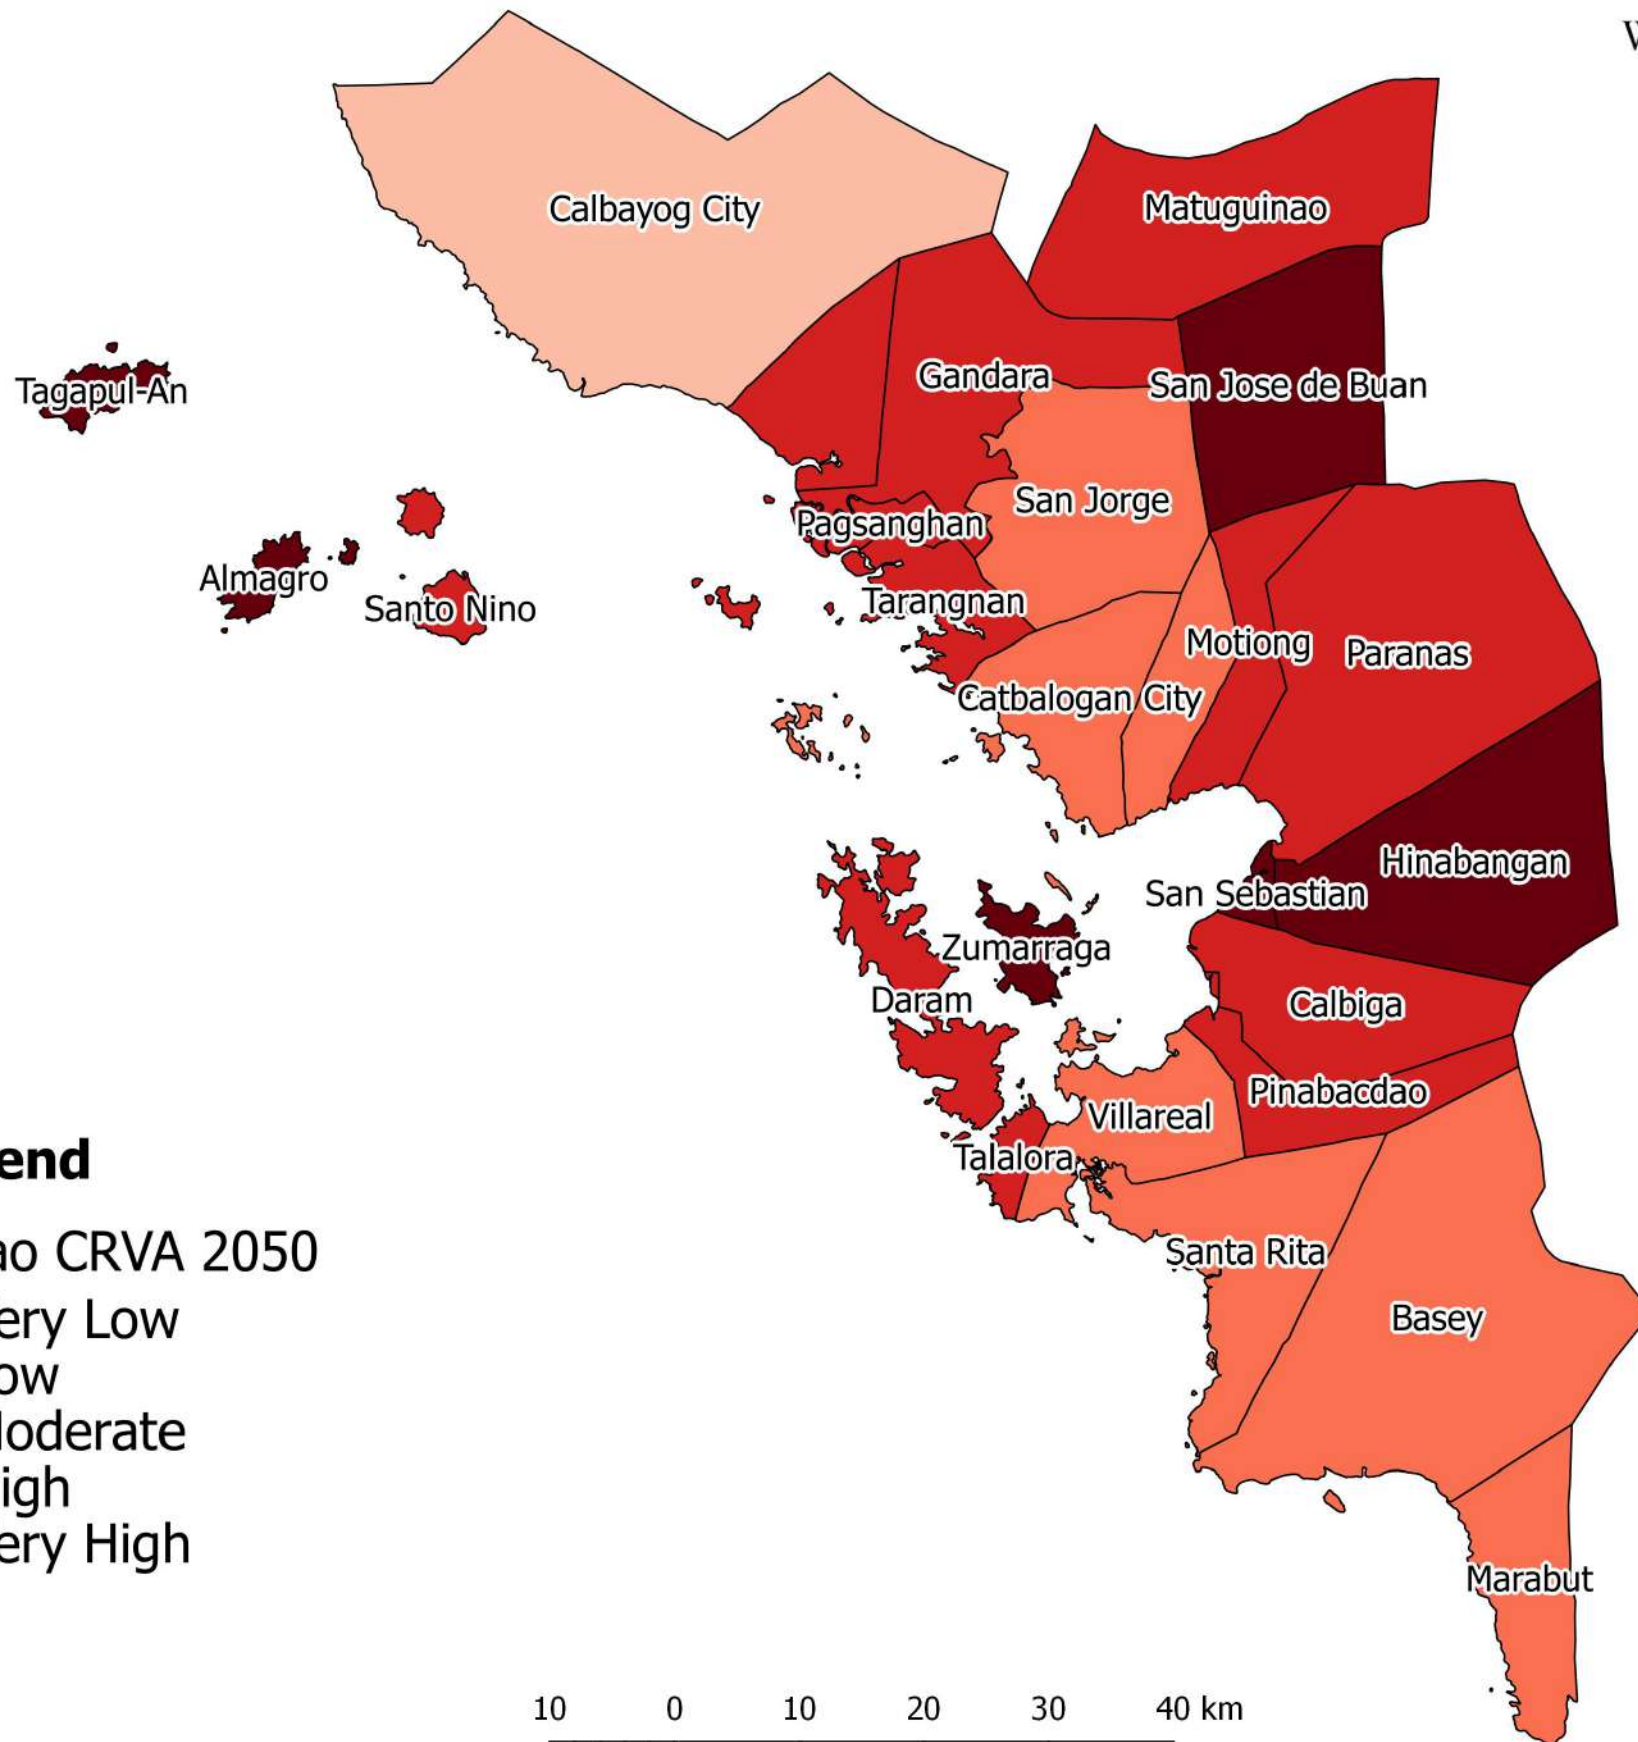 W
Calbayog City
Matuguinao
Gandara
San Jose de Buan
Tagapul-An
San Jorge
Pagsanghan
Almagro
Santo Nino
Tarangnan
Motiong
Paranas
Catbalogan City
Hinabangan
San Sebastian
Zumarraga
Daram
Calbiga
Pinabacdao
Villareal
Talalora
end
Santa Rita
ao CRVA 2050
ery Low
Basey
ow
oderate
igh
ery High
Marabut
10 0 10 20 30 40 km